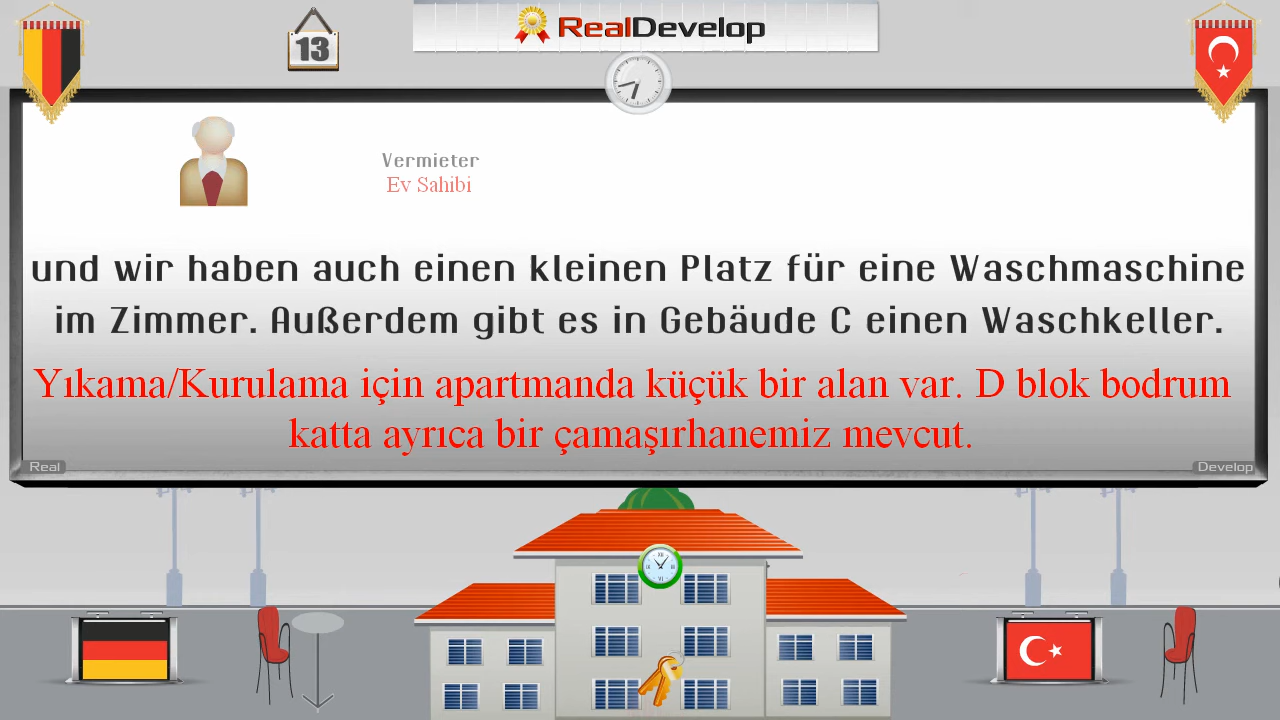 13
RealDevelop
Vermieter
Ev Sahibi
und wir haben auch einen kleinen Platz für eine Waschmaschine
im Zimmer. Außerdem gibt es in Gebäude C einen Waschkeller.
Yıkama/Kurulama için apartmanda küçük bir alan var. D blok bodrum
katta ayrıca bir çamaşırhanemiz mevcut.
Real
Develop